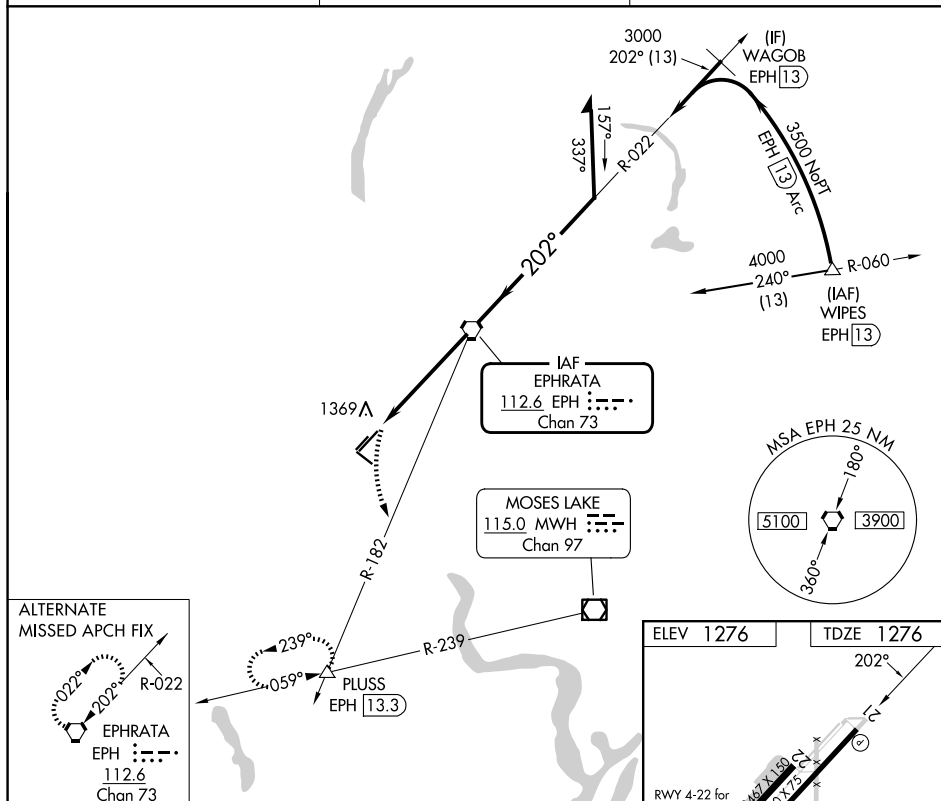 3000
202° (13)
(IF)
WAGOB
EPH 13
157°
337°
R-022
3500 NoPT
EPH 13 Arc
202°
4000
240°
(13)
R-060
(IAF)
WIPES
EPH 13
IAF
EPHRATA
112.6 EPH
Chan 73
1369
MSA EPH 25 NM
180°
5100
3900
360°
MOSES LAKE
115.0 MWH
Chan 97
R-182
R-239
239°
059°
PLUSS
EPH 13.3
ALTERNATE
MISSED APCH FIX
022°
202°
R-022
EPHRATA
EPH
112.6
Chan 73
ELEV 1276
TDZE 1276
202°
21
22
X 150
X 75
P
RWY 4-22 for